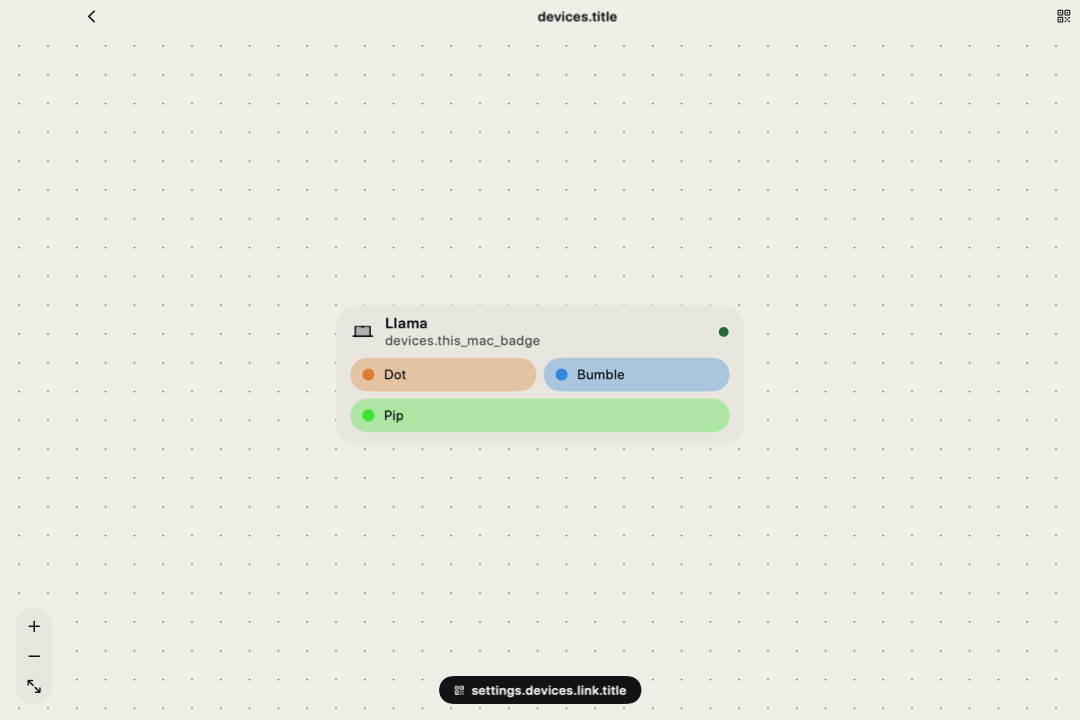 devices.title
Llama
devices.this_mac_badge
Dot
Bumble
Pip
settings.devices.link.title